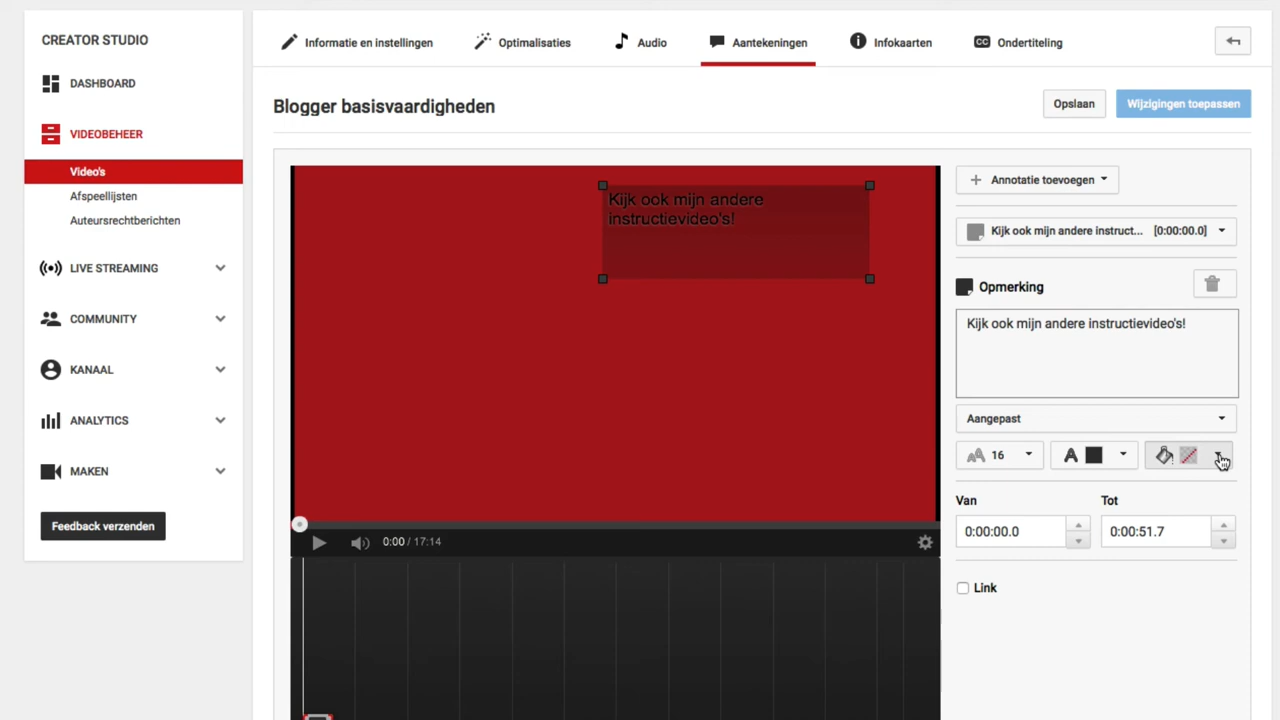 CREATOR STUDIO
DASHBOARD
VIDEOBEHEER
Video's
Afspeellijsten
Auteursrechtberichten
LIVE STREAMING
COMMUNITY
KANAAL
ANALYTICS
MAKEN
Feedback verzenden
Informatie en instellingen
Optimalisaties
Audio
Aantekeningen
Infokaarten
CC Ondertiteling
Blogger basisvaardigheden
Opslaan
Wijzigingen toepassen
Kijk ook mijn andere
instructievideo's!
0:00 / 17:14
Annotatie toevoegen
Kijk ook mijn andere instruct... [0:00:00.0]
Opmerking
Kijk ook mijn andere instructievideo's!
Aangepast
AA 16 A
Van Tot
0:00:00.0 0:00:51.7
Link